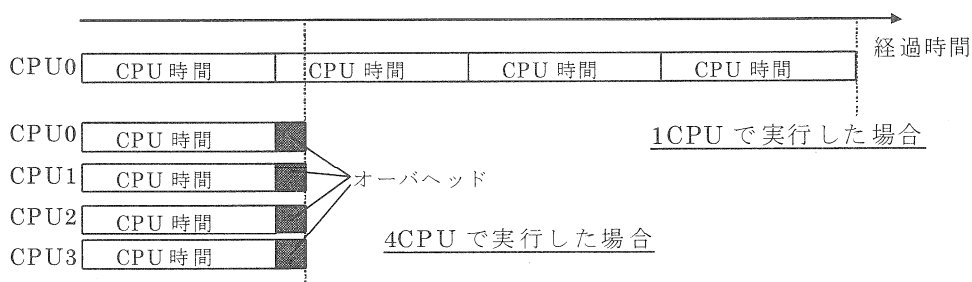 経過時間
CPU0 CPU 時間 CPU 時間 CPU 時間 CPU 時間
1CPU で実行した場合
CPU0 CPU 時間
CPU1 CPU 時間
オーバヘッド
CPU2 CPU 時間
4CPU で実行した場合
CPU3 CPU 時間